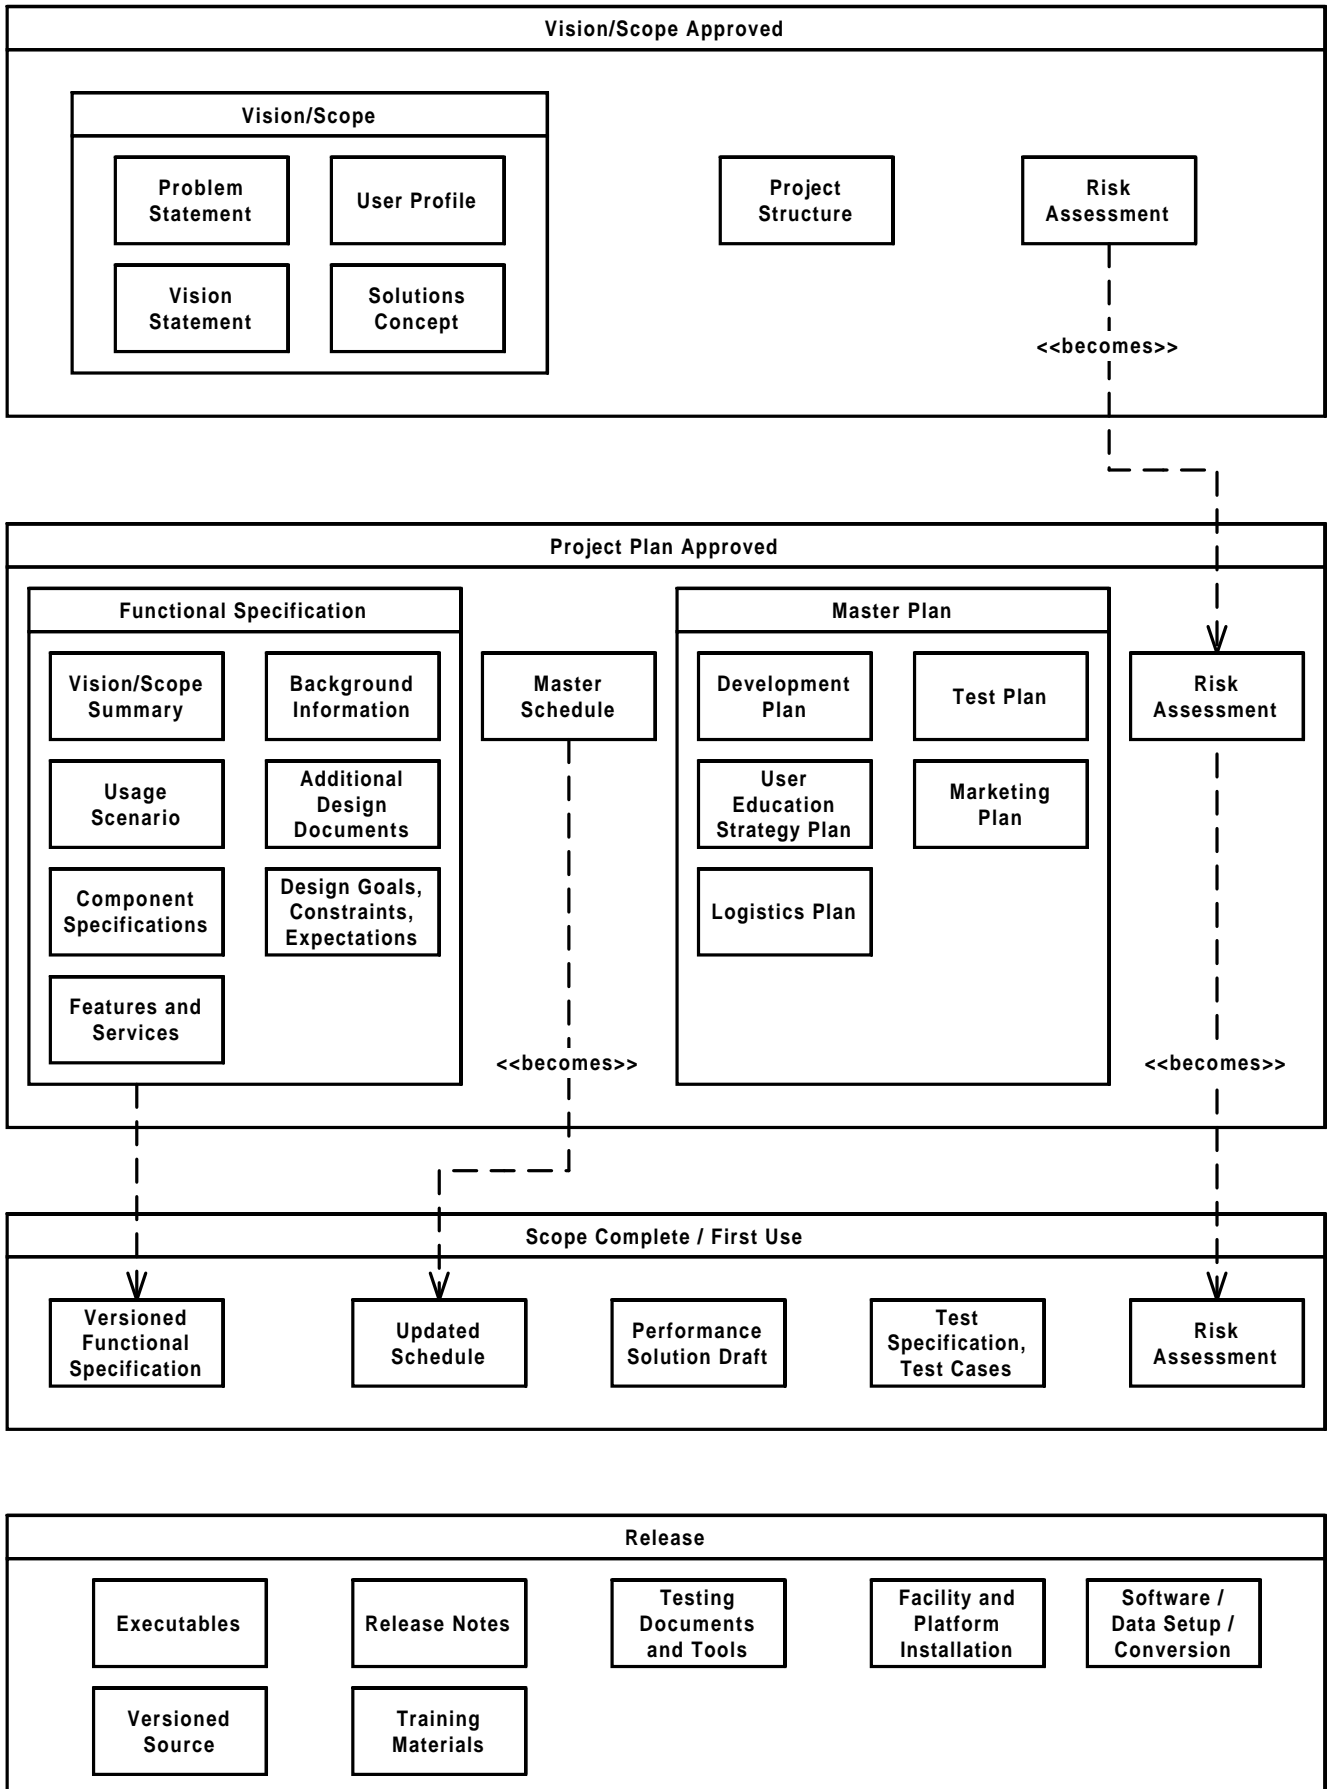 Vision/Scope Approved
Vision/Scope
Problem
Statement
User Profile
Project
Structure
Risk
Assessment
Vision
Statement
Solutions
Concept
<<becomes>>
Project Plan Approved
Functional Specification
Master Plan
Vision/Scope
Summary
Background
Information
Master
Schedule
Development
Plan
Test Plan
Risk
Assessment
Usage
Scenario
Additional
Design
Documents
User
Education
Strategy Plan
Marketing
Plan
Component
Specifications
Design Goals,
Constraints,
Expectations
Logistics Plan
Features and
Services
<<becomes>>
<<becomes>>
Scope Complete / First Use
Versioned
Functional
Specification
Updated
Schedule
Performance
Solution Draft
Test
Specification,
Test Cases
Risk
Assessment
Release
Executables
Release Notes
Testing
Documents
and Tools
Facility and
Platform
Installation
Software /
Data Setup /
Conversion
Versioned
Source
Training
Materials